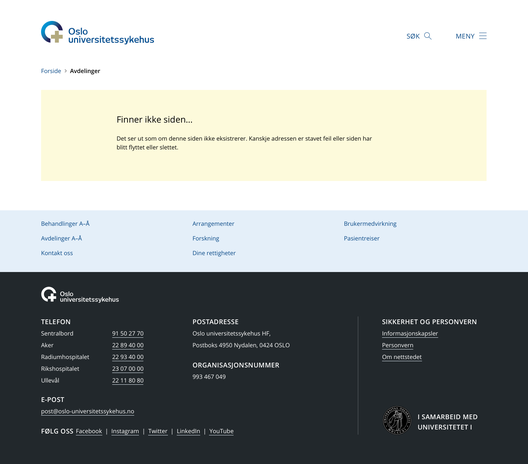 Oslo
universitetssykehus
SØK
MENY
Forside › Avdelinger
Finner ikke siden...
Det ser ut som om denne siden ikke eksistrerer. Kanskje adressen er stavet feil eller siden har
blitt flyttet eller slettet.
Behandlinger A–Å
Arrangementer
Brukermedvirkning
Avdelinger A–Å
Forskning
Pasientreiser
Kontakt oss
Dine rettigheter
Oslo
universitetssykehus
TELEFON
Sentralbord 91 50 27 70
Aker 22 89 40 00
Radiumhospitalet 22 93 40 00
Rikshospitalet 23 07 00 00
Ullevål 22 11 80 80
E-POST
post@oslo-universitetssykehus.no
FØLG OSS Facebook | Instagram | Twitter | LinkedIn | YouTube
POSTADRESSE
Oslo universitetssykehus HF,
Postboks 4950 Nydalen, 0424 OSLO
ORGANISASJONSNUMMER
993 467 049
SIKKERHET OG PERSONVERN
Informasjonskapsler
Personvern
Om nettstedet
I SAMARBEID MED
UNIVERSITETET I